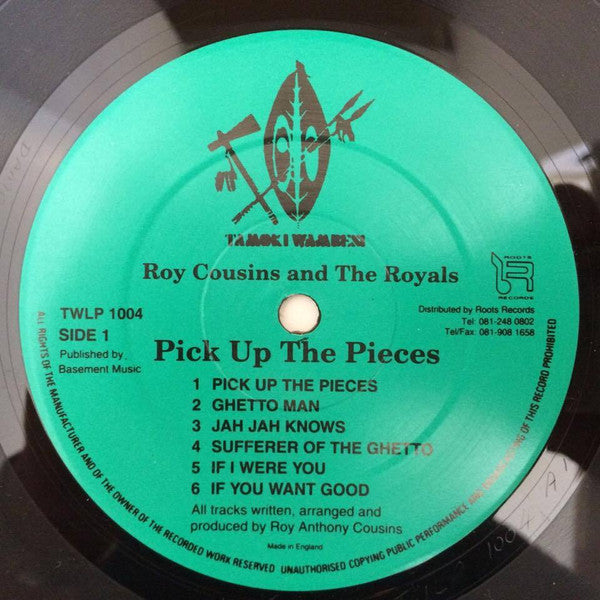 TAMOKI WAMBESI
Roy Cousins and The Royals
TWLP 1004
SIDE 1
Published by
Basement Music
ROOTS
RECORDS
Distributed by Roots Records
Tel: 081-248 0802
Tel/Fax: 081-908 1658
Pick Up The Pieces
1 PICK UP THE PIECES
2 GHETTO MAN
3 JAH JAH KNOWS
4 SUFFERER OF THE GHETTO
5 IF I WERE YOU
6 IF YOU WANT GOOD
All tracks written, arranged and
produced by Roy Anthony Cousins
Made in England
ALL RIGHTS OF THE MANUFACTURER AND OF THE OWNER OF THE RECORDED WORK RESERVED UNAUTHORISED COPYING PUBLIC PERFORMANCE AND BROADCASTING OF THIS RECORD PROHIBITED
1004 A1